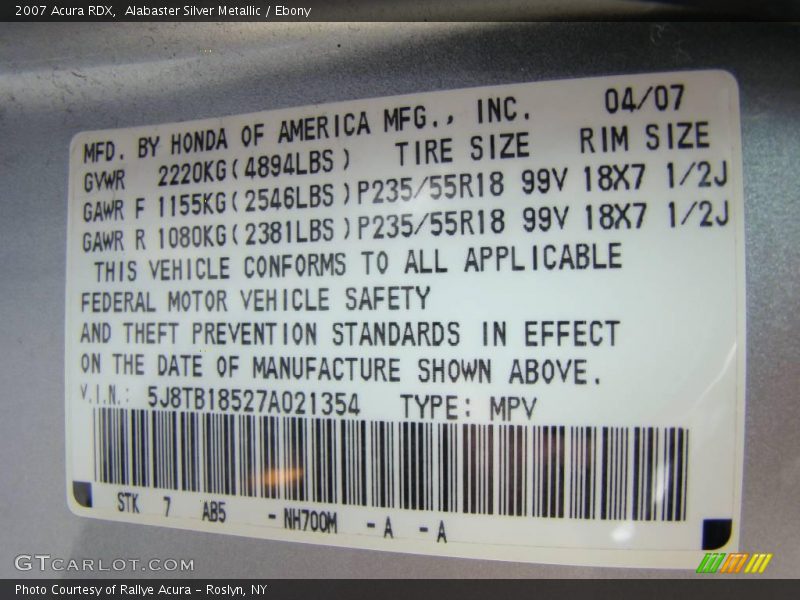 2007 Acura RDX,  Alabaster Silver Metallic / Ebony
MFD. BY HONDA OF AMERICA MFG., INC. 04/07
GVWR 2220KG(4894LBS) TIRE SIZE RIM SIZE
GAWR F 1155KG(2546LBS)P235/55R18 99V 18X7 1/2J
GAWR R 1080KG(2381LBS)P235/55R18 99V 18X7 1/2J
THIS VEHICLE CONFORMS TO ALL APPLICABLE
FEDERAL MOTOR VEHICLE SAFETY
AND THEFT PREVENTION STANDARDS IN EFFECT
ON THE DATE OF MANUFACTURE SHOWN ABOVE.
V.I.N.: 5J8TB18527A021354 TYPE: MPV
STK 7 AB5 -NH700M -A -A
GTCARLOT.COM
Photo Courtesy of Rallye Acura – Roslyn, NY